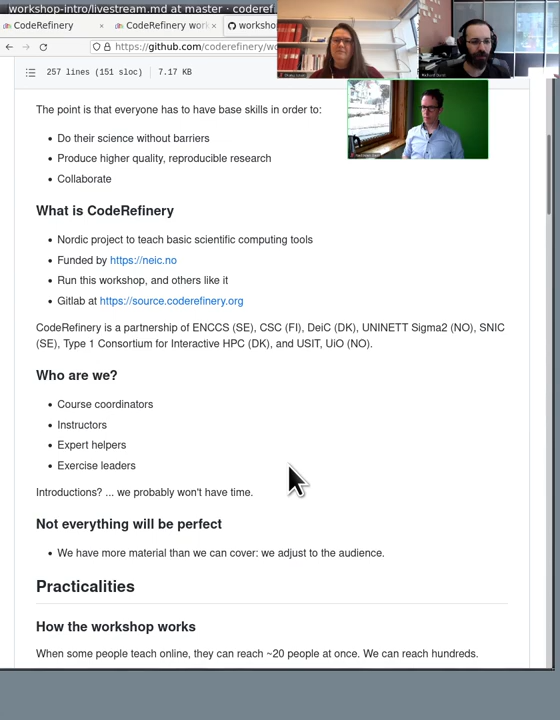 workshop-intro/livestream.md at master · coderef
CodeRefinery
CodeRefinery work
worksho
https://github.com/coderefinery/wo
257 lines (151 sloc) 7.17 KB
The point is that everyone has to have base skills in order to:
Do their science without barriers
Produce higher quality, reproducible research
Collaborate
What is CodeRefinery
Nordic project to teach basic scientific computing tools
Funded by https://neic.no
Run this workshop, and others like it
Gitlab at https://source.coderefinery.org
CodeRefinery is a partnership of ENCCS (SE), CSC (FI), DeiC (DK), UNINETT Sigma2 (NO), SNIC
(SE), Type 1 Consortium for Interactive HPC (DK), and USIT, UiO (NO).
Who are we?
Course coordinators
Instructors
Expert helpers
Exercise leaders
Introductions? ... we probably won't have time.
Not everything will be perfect
We have more material than we can cover: we adjust to the audience.
Practicalities
How the workshop works
When some people teach online, they can reach ~20 people at once. We can reach hundreds.